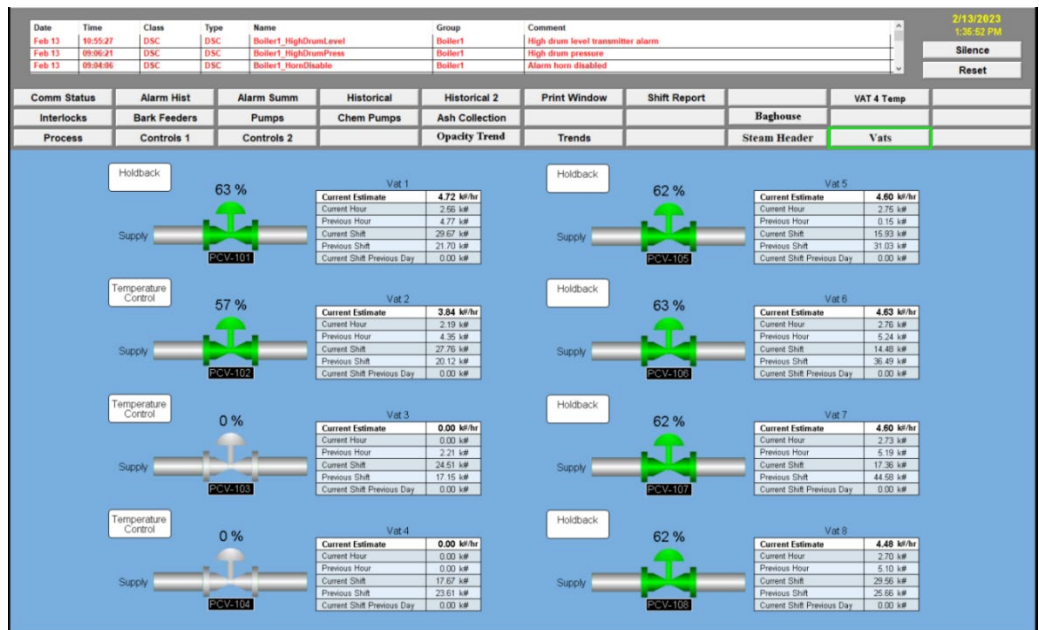 Date Time Class Type Name Group Comment
Feb 13 10:55:27 DSC DSC Boiler1_HighDrumLevel Boiler1 High drum level transmitter alarm
Feb 13 09:06:21 DSC DSC Boiler1_HighDrumPress Boiler1 High drum pressure
Feb 13 09:04:06 DSC DSC Boiler1_HornDisable Boiler1 Alarm horn disabled
2/13/2023
1:36:52 PM
Silence
Reset
Comm Status Alarm Hist Alarm Summ Historical Historical 2 Print Window Shift Report VAT 4 Temp
Interlocks Bark Feeders Pumps Chem Pumps Ash Collection Baghouse
Process Controls 1 Controls 2 Opacity Trend Trends Steam Header Vats
Holdback
63 %
Supply
PCV-101
Vat 1
Current Estimate 4.72 k#/hr
Current Hour 2.56 k#
Previous Hour 4.77 k#
Current Shift 29.67 k#
Previous Shift 21.70 k#
Current Shift Previous Day 0.00 k#
Holdback
62 %
Supply
PCV-105
Vat 5
Current Estimate 4.60 k#/hr
Current Hour 2.75 k#
Previous Hour 0.15 k#
Current Shift 15.93 k#
Previous Shift 31.03 k#
Current Shift Previous Day 0.00 k#
Temperature
Control
57 %
Supply
PCV-102
Vat 2
Current Estimate 3.84 k#/hr
Current Hour 2.19 k#
Previous Hour 4.35 k#
Current Shift 27.76 k#
Previous Shift 20.12 k#
Current Shift Previous Day 0.00 k#
Holdback
63 %
Supply
PCV-106
Vat 6
Current Estimate 4.63 k#/hr
Current Hour 2.76 k#
Previous Hour 5.24 k#
Current Shift 14.48 k#
Previous Shift 36.49 k#
Current Shift Previous Day 0.00 k#
Temperature
Control
0 %
Supply
PCV-103
Vat 3
Current Estimate 0.00 k#/hr
Current Hour 0.00 k#
Previous Hour 2.21 k#
Current Shift 24.51 k#
Previous Shift 17.15 k#
Current Shift Previous Day 0.00 k#
Holdback
62 %
Supply
PCV-107
Vat 7
Current Estimate 4.60 k#/hr
Current Hour 2.73 k#
Previous Hour 5.19 k#
Current Shift 17.36 k#
Previous Shift 44.58 k#
Current Shift Previous Day 0.00 k#
Temperature
Control
0 %
Supply
PCV-104
Vat 4
Current Estimate 0.00 k#/hr
Current Hour 0.00 k#
Previous Hour 0.00 k#
Current Shift 17.67 k#
Previous Shift 23.61 k#
Current Shift Previous Day 0.00 k#
Holdback
62 %
Supply
PCV-108
Vat 8
Current Estimate 4.48 k#/hr
Current Hour 2.70 k#
Previous Hour 5.10 k#
Current Shift 29.56 k#
Previous Shift 25.66 k#
Current Shift Previous Day 0.00 k#